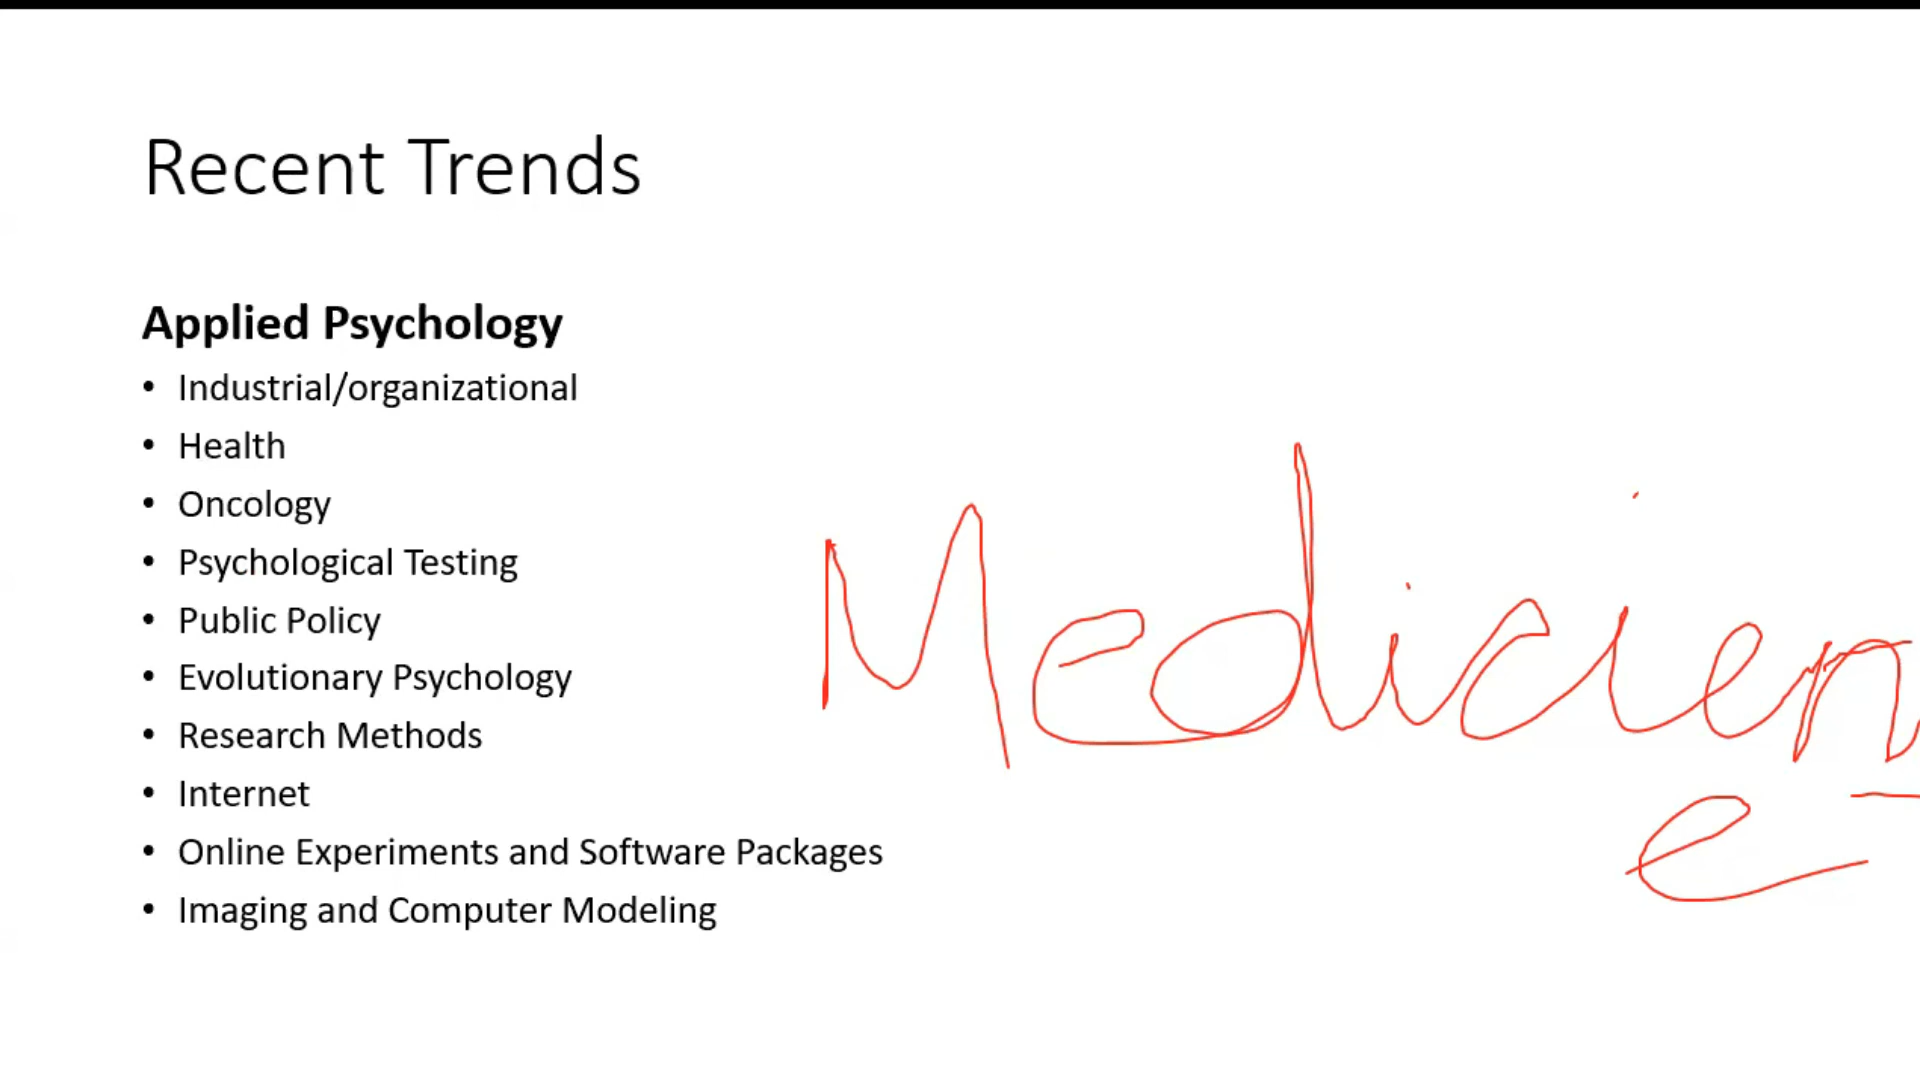 Recent Trends
Applied Psychology
• Industrial/organizational
• Health
• Oncology
• Psychological Testing
• Public Policy
• Evolutionary Psychology
• Research Methods
• Internet
• Online Experiments and Software Packages
• Imaging and Computer Modeling
Medicien-
e